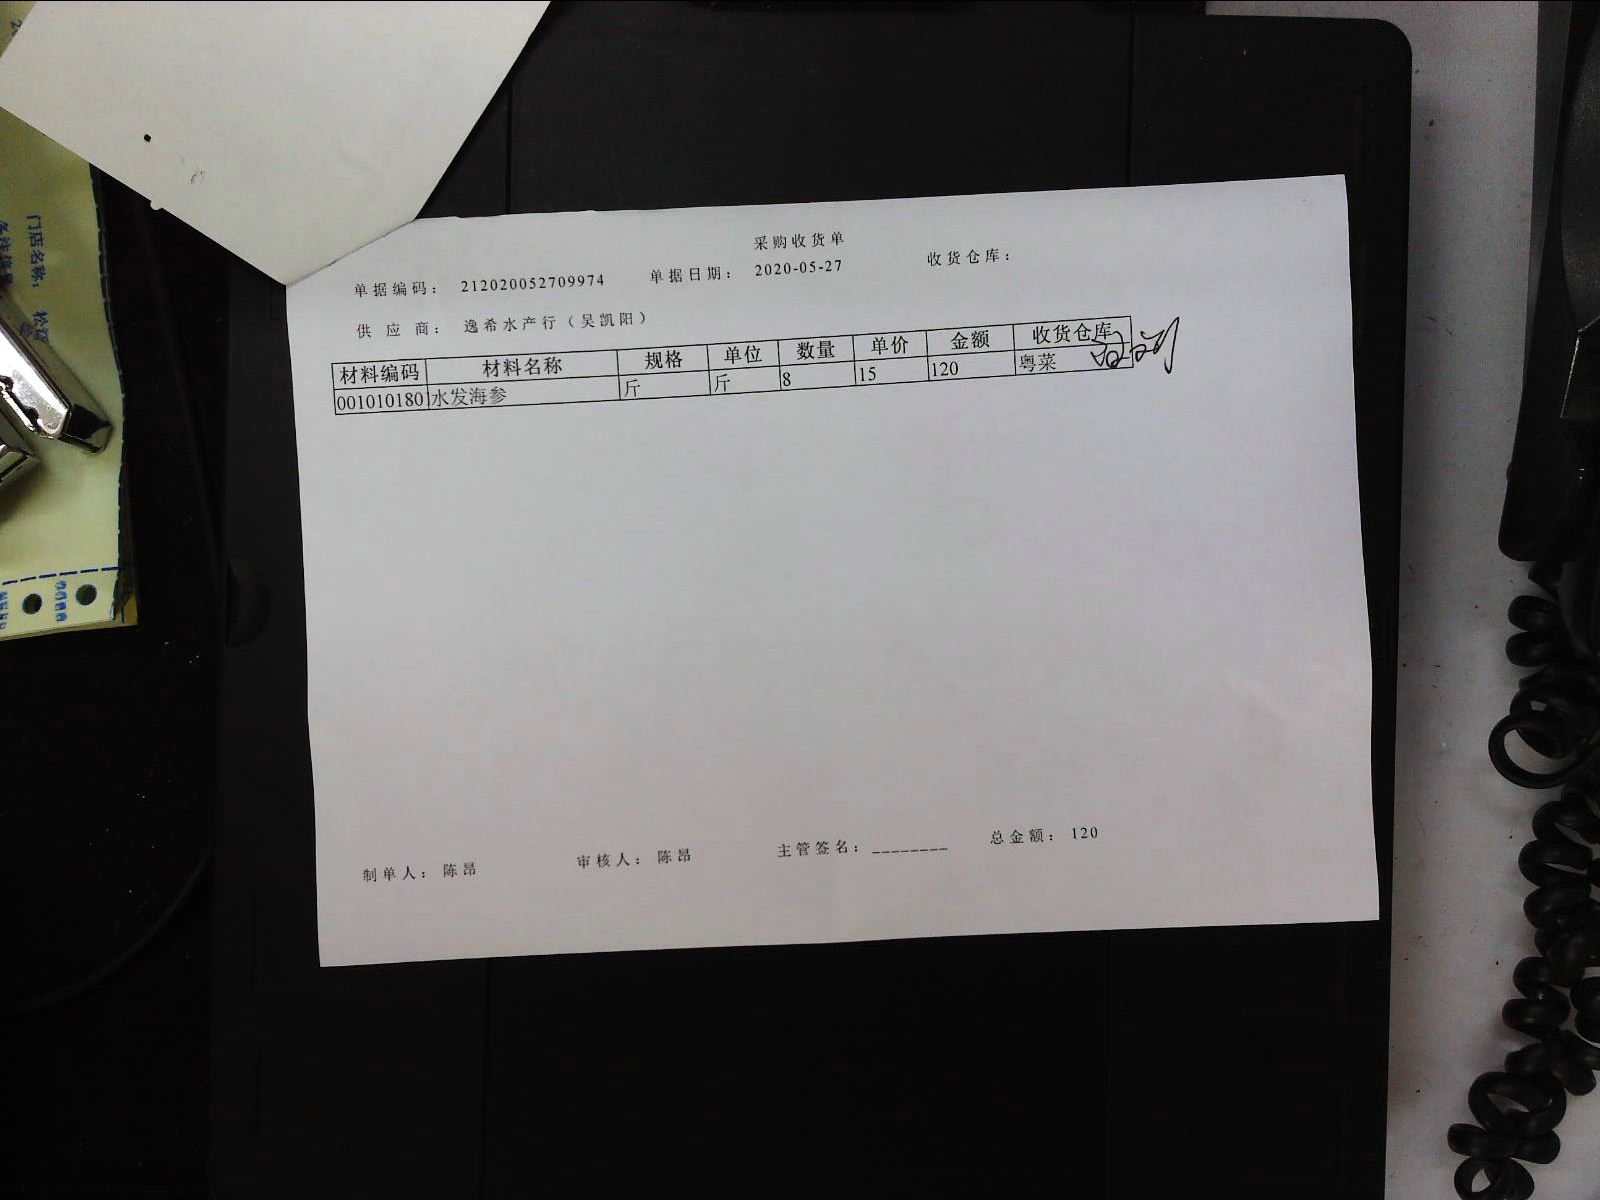 采购收货单
单据编码： 212020052709974 单据日期： 2020-05-27 收货仓库：
供 应 商： 逸希水产行（吴凯阳）
材料编码 材料名称 规格 单位 数量 单价 金额 收货仓库
001010180 水发海参 斤 斤 8 15 120 粤菜
制单人： 陈昂 审核人： 陈昂 主管签名： ________ 总金额： 120
门店名称：